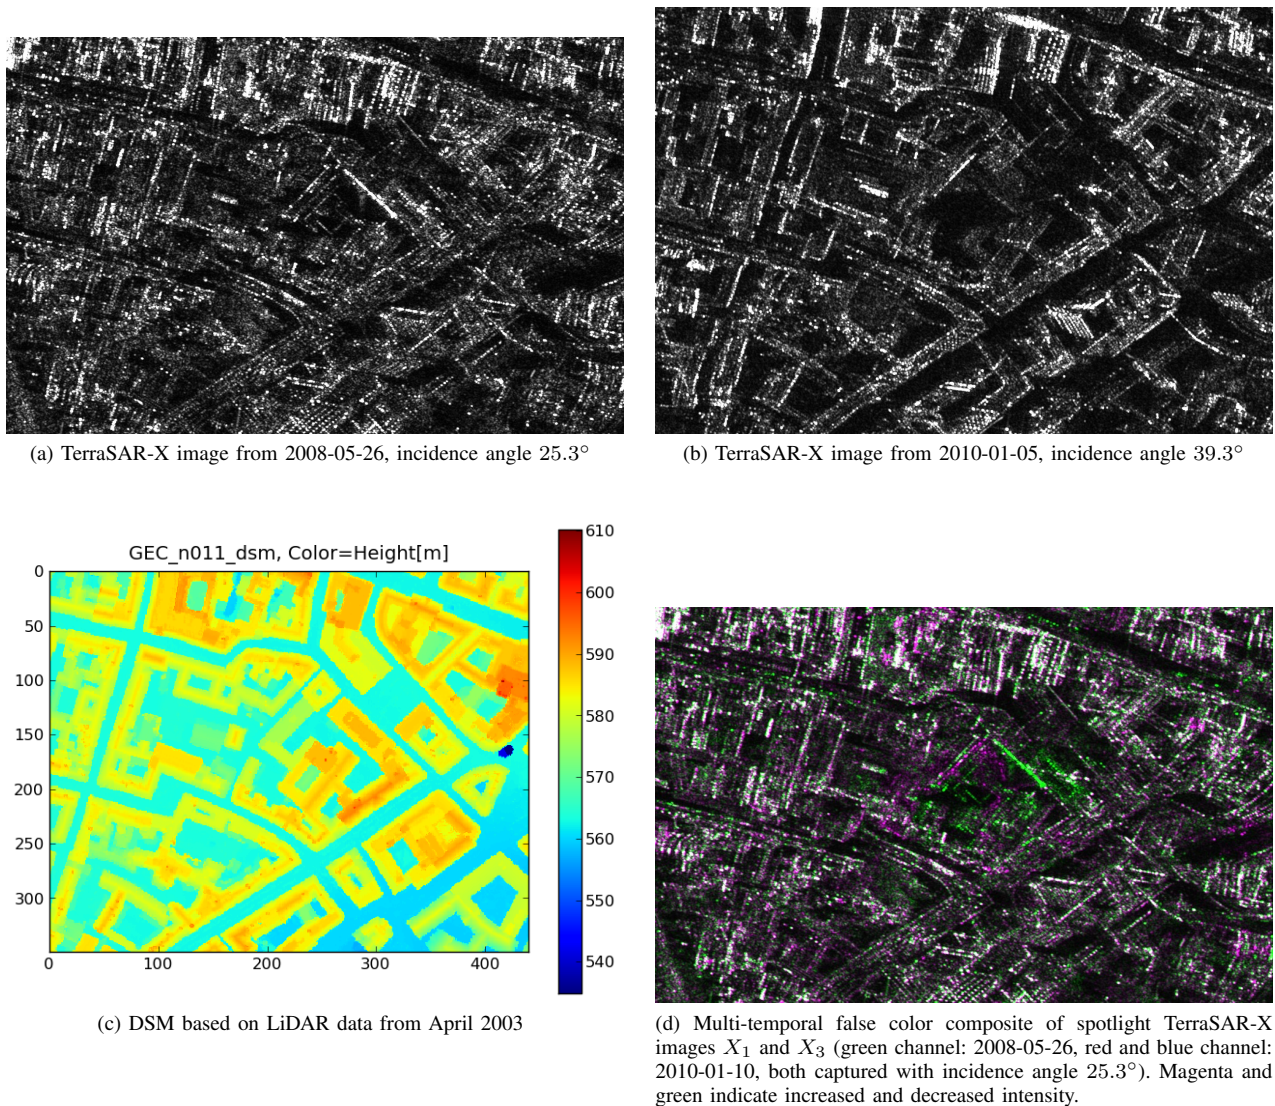 (a) TerraSAR-X image from 2008-05-26, incidence angle 25.3°
(b) TerraSAR-X image from 2010-01-05, incidence angle 39.3°
GEC_n011_dsm, Color=Height[m]
0
50
100
150
200
250
300
0
100
200
300
400
610
600
590
580
570
560
550
540
(c) DSM based on LiDAR data from April 2003
(d) Multi-temporal false color composite of spotlight TerraSAR-X
images X₁ and X₃ (green channel: 2008-05-26, red and blue channel:
2010-01-10, both captured with incidence angle 25.3°). Magenta and
green indicate increased and decreased intensity.